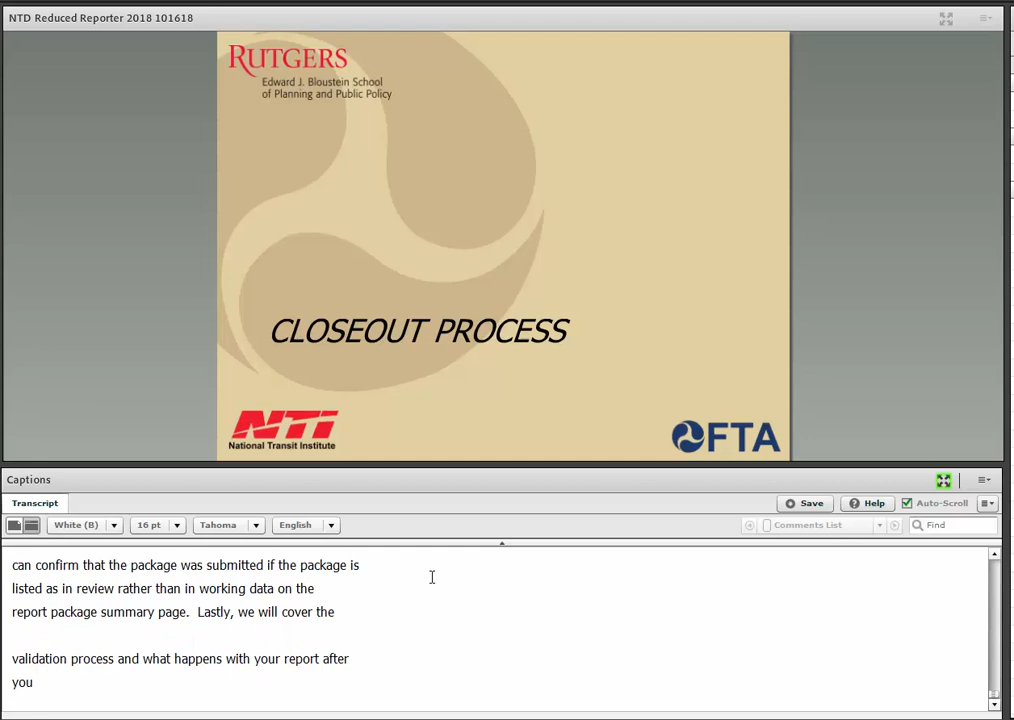 NTD Reduced Reporter 2018 101618
RUTGERS
Edward J. Bloustein School
of Planning and Public Policy
CLOSEOUT PROCESS
NTI
National Transit Institute
FTA
Captions
Transcript
Save
Help
Auto-Scroll
White (B)
16 pt
Tahoma
English
Comments List
Find
can confirm that the package was submitted if the package is
listed as in review rather than in working data on the
report package summary page.  Lastly, we will cover the
validation process and what happens with your report after
you